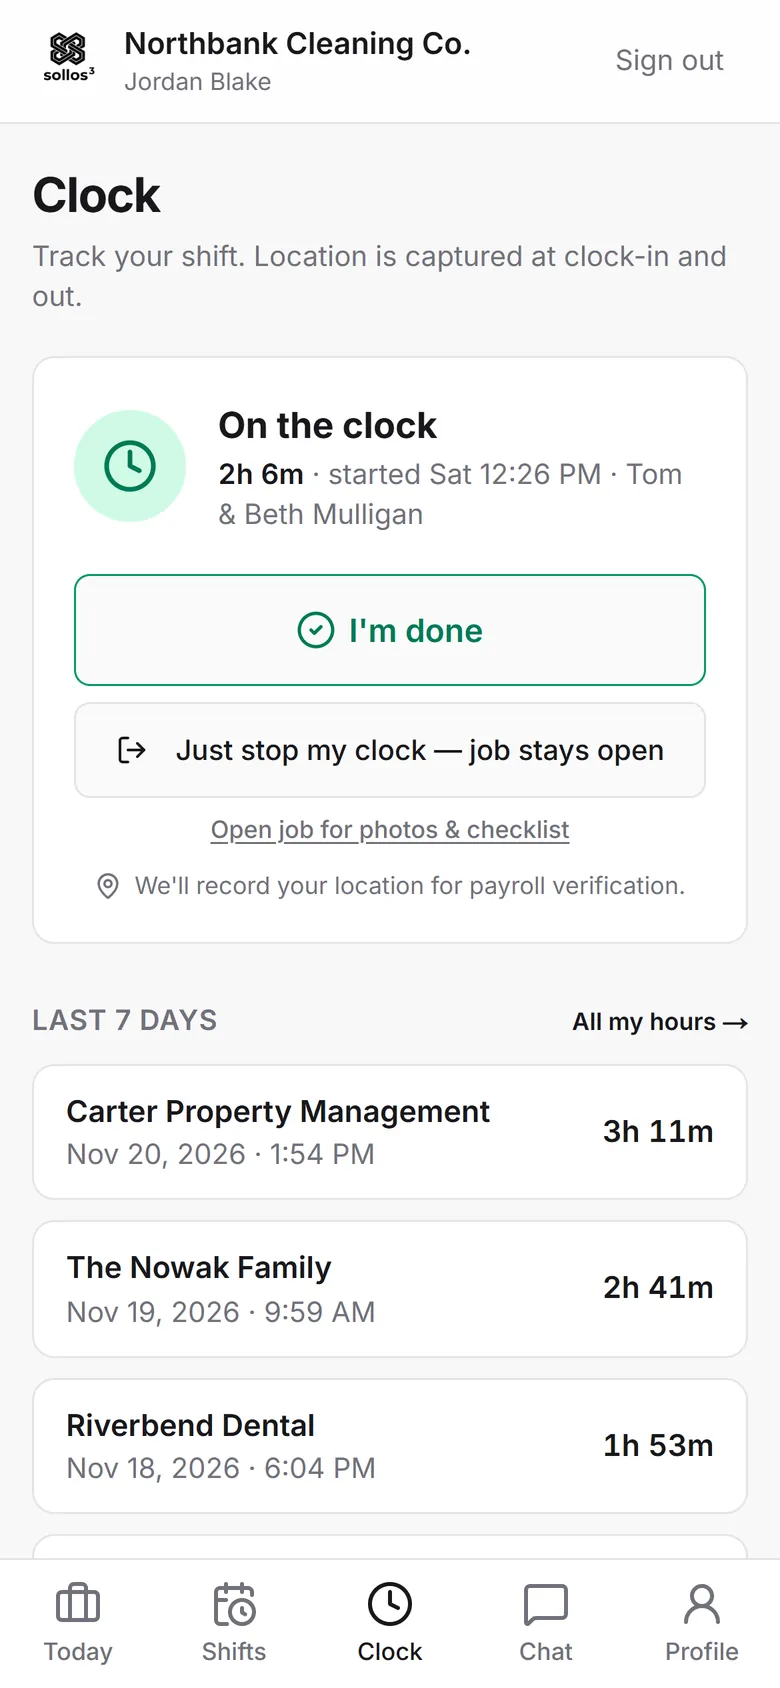 sollos³
Northbank Cleaning Co.
Jordan Blake
Sign out
Clock
Track your shift. Location is captured at clock-in and
out.
On the clock
2h 6m · started Sat 12:26 PM · Tom
& Beth Mulligan
I'm done
Just stop my clock — job stays open
Open job for photos & checklist
We'll record your location for payroll verification.
LAST 7 DAYS
All my hours →
Carter Property Management
Nov 20, 2026 · 1:54 PM
3h 11m
The Nowak Family
Nov 19, 2026 · 9:59 AM
2h 41m
Riverbend Dental
Nov 18, 2026 · 6:04 PM
1h 53m
Today
Shifts
Clock
Chat
Profile